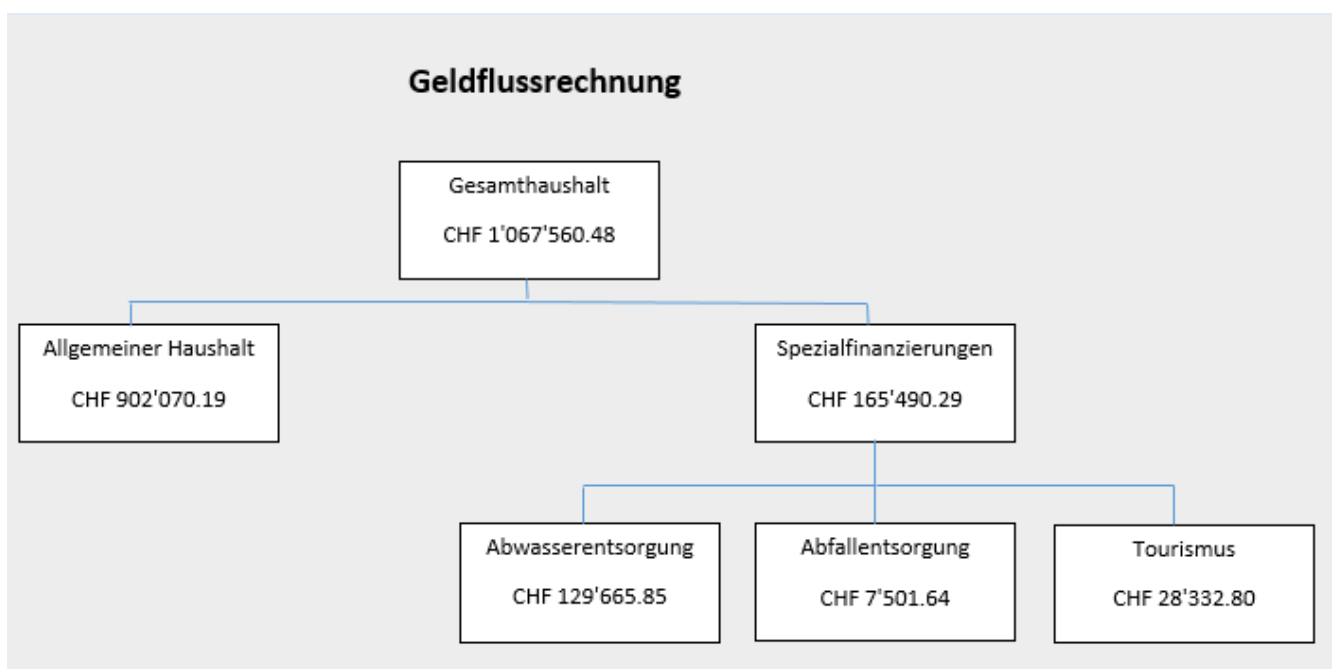 Geldflussrechnung
Gesamthaushalt
CHF 1'067'560.48
Allgemeiner Haushalt
CHF 902'070.19
Spezialfinanzierungen
CHF 165'490.29
Abwasserentsorgung
CHF 129'665.85
Abfallentsorgung
CHF 7'501.64
Tourismus
CHF 28'332.80